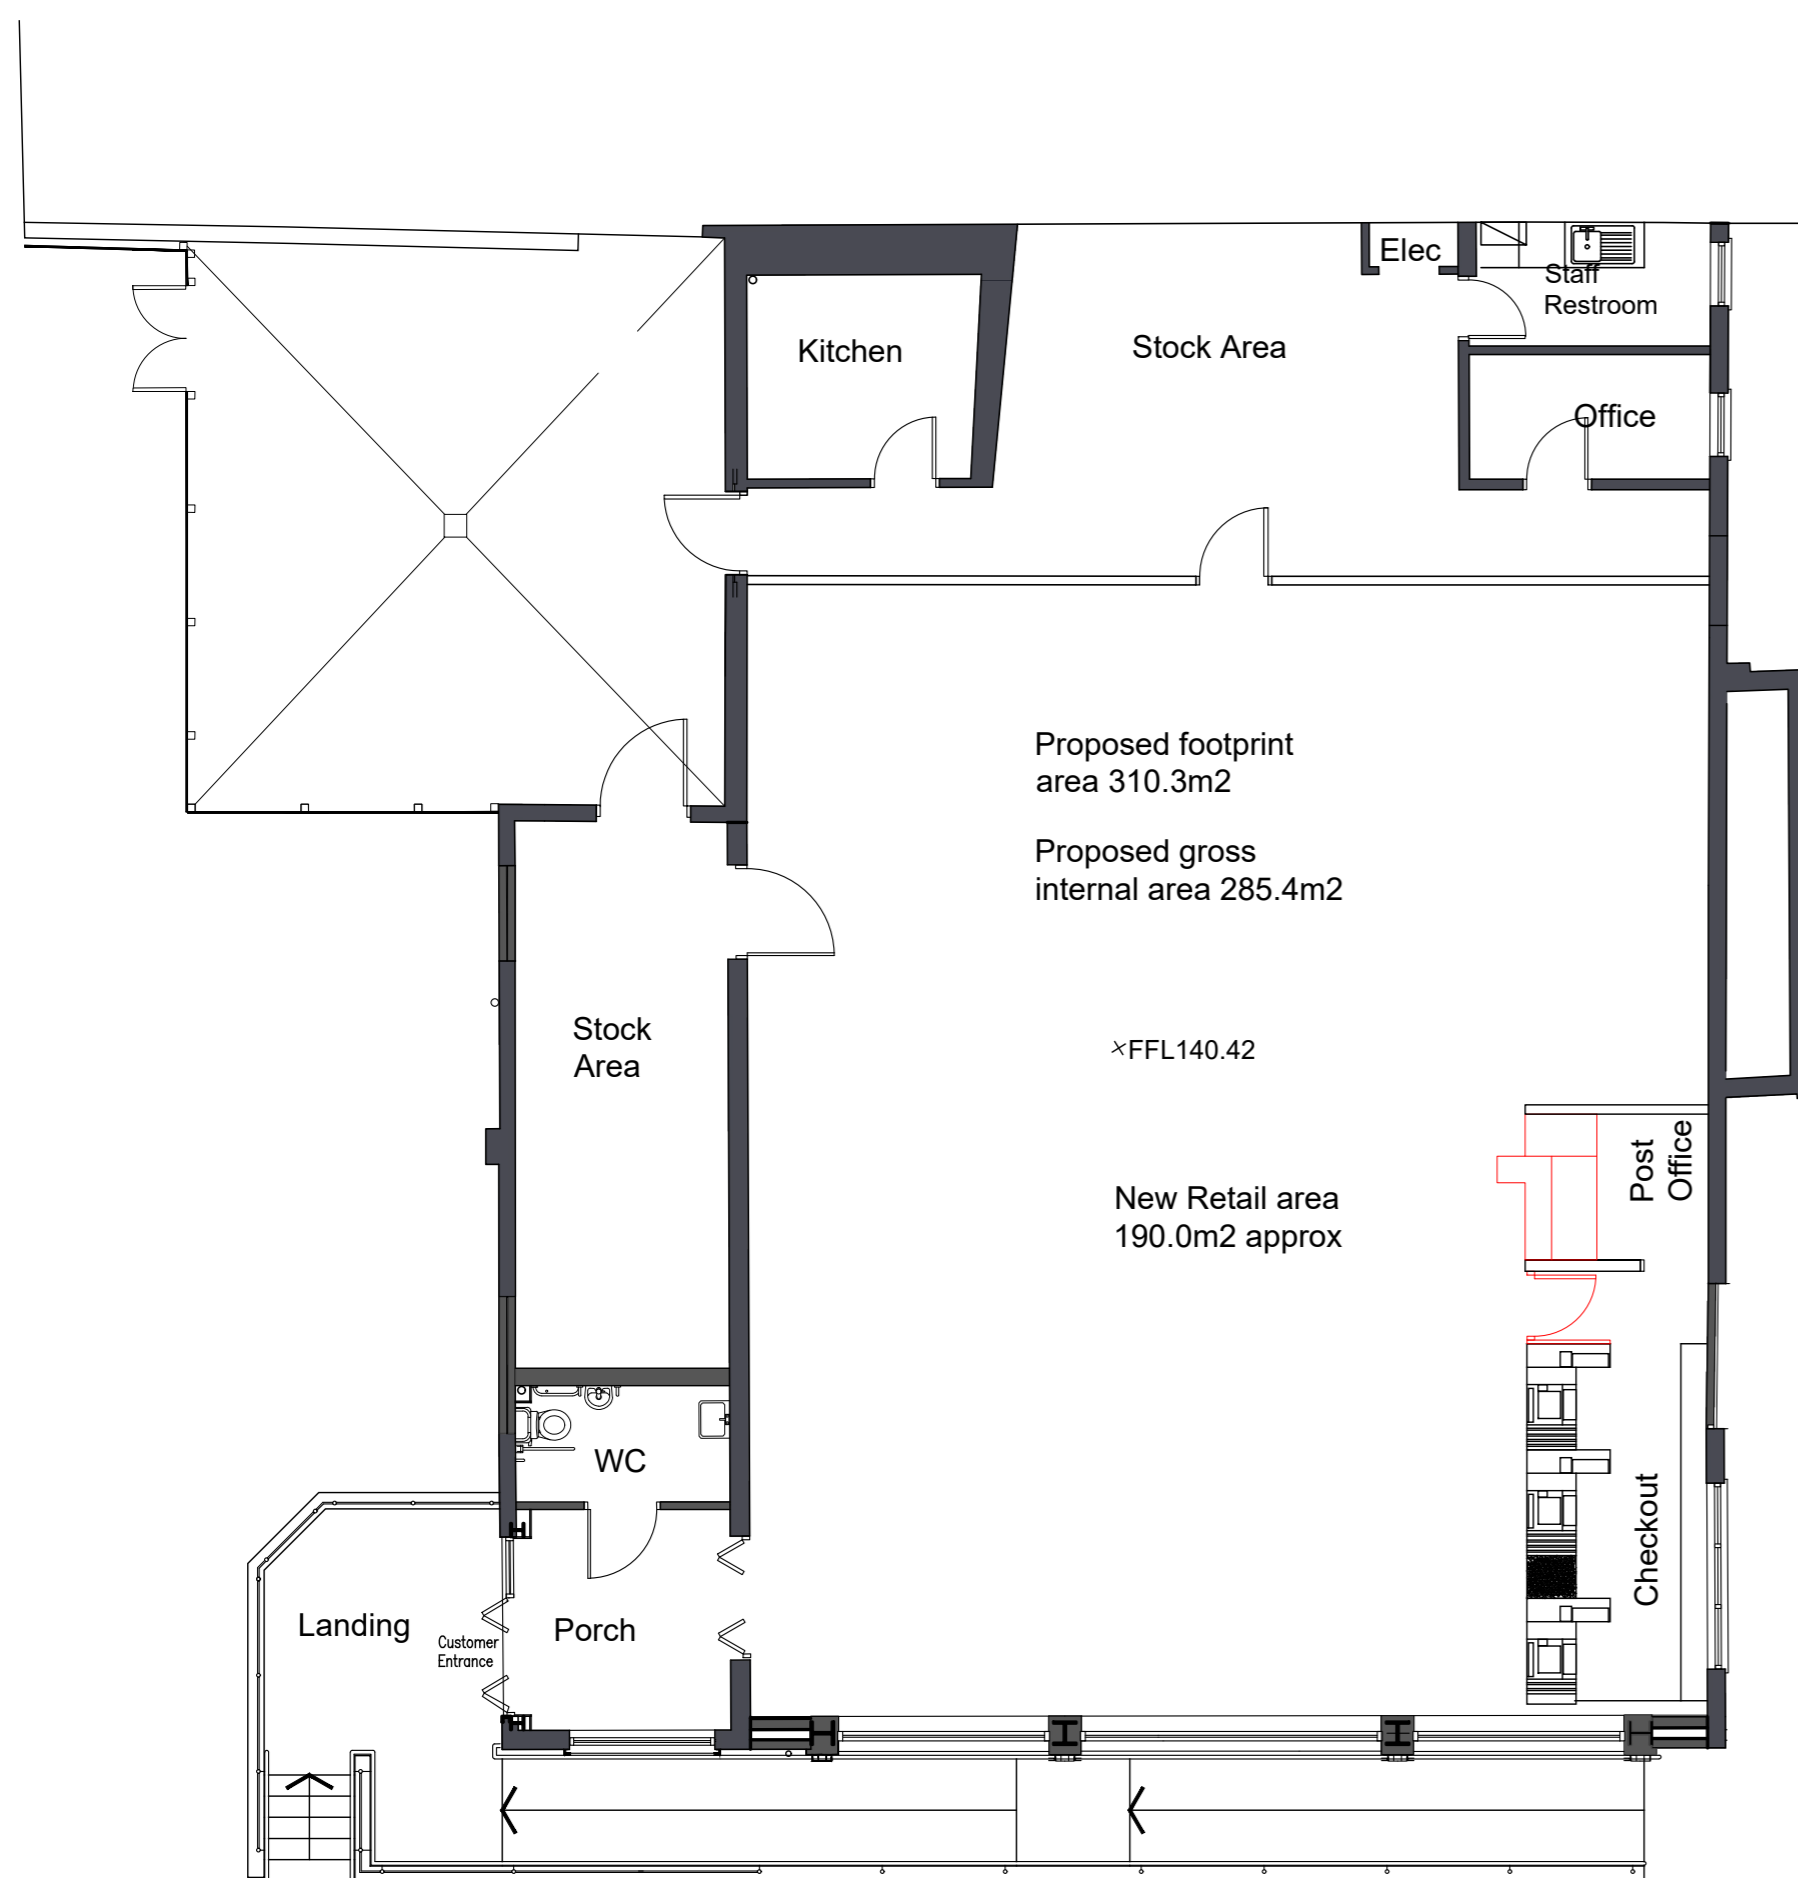 Elec
Staff
Restroom
Kitchen
Stock Area
Office
Proposed footprint
area 310.3m2
Proposed gross
internal area 285.4m2
Stock
Area
FFL140.42
Post
Office
New Retail area
190.0m2 approx
WC
Checkout
Landing
Customer
Entrance
Porch